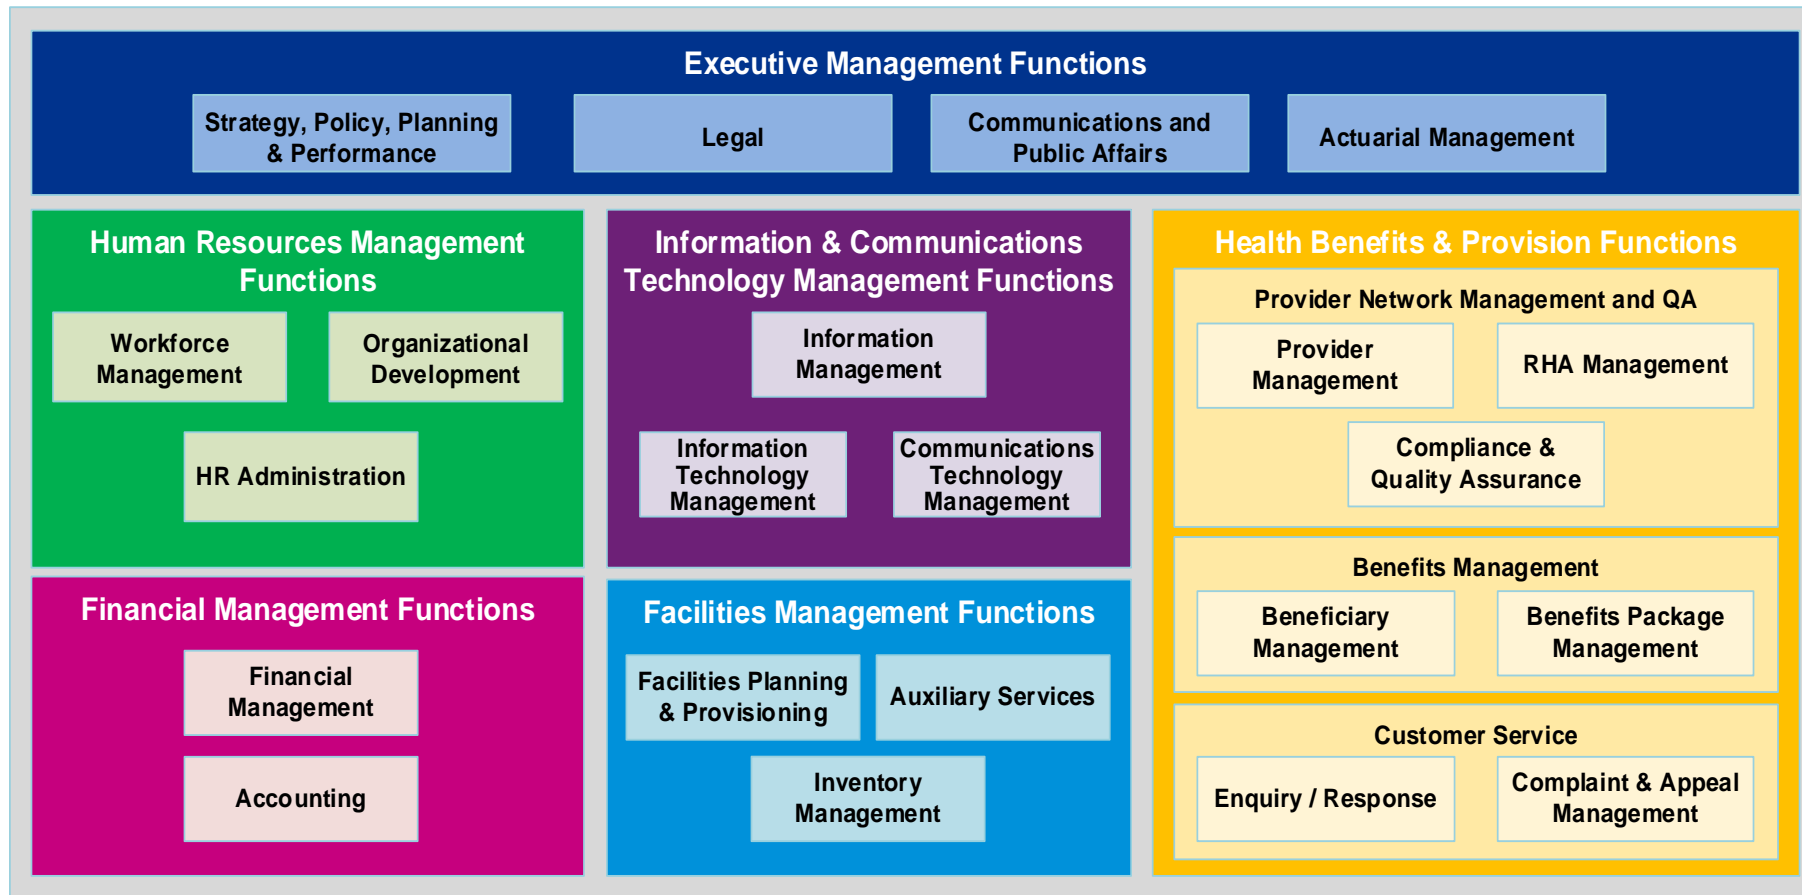 Executive Management Functions
Strategy, Policy, Planning
& Performance
Legal
Communications and
Public Affairs
Actuarial Management
Human Resources Management
Functions
Workforce
Management
Organizational
Development
HR Administration
Information & Communications
Technology Management Functions
Information
Management
Information
Technology
Management
Communications
Technology
Management
Health Benefits & Provision Functions
Provider Network Management and QA
Provider
Management
RHA Management
Compliance &
Quality Assurance
Benefits Management
Beneficiary
Management
Benefits Package
Management
Customer Service
Enquiry / Response
Complaint & Appeal
Management
Financial Management Functions
Financial
Management
Accounting
Facilities Management Functions
Facilities Planning
& Provisioning
Auxiliary Services
Inventory
Management